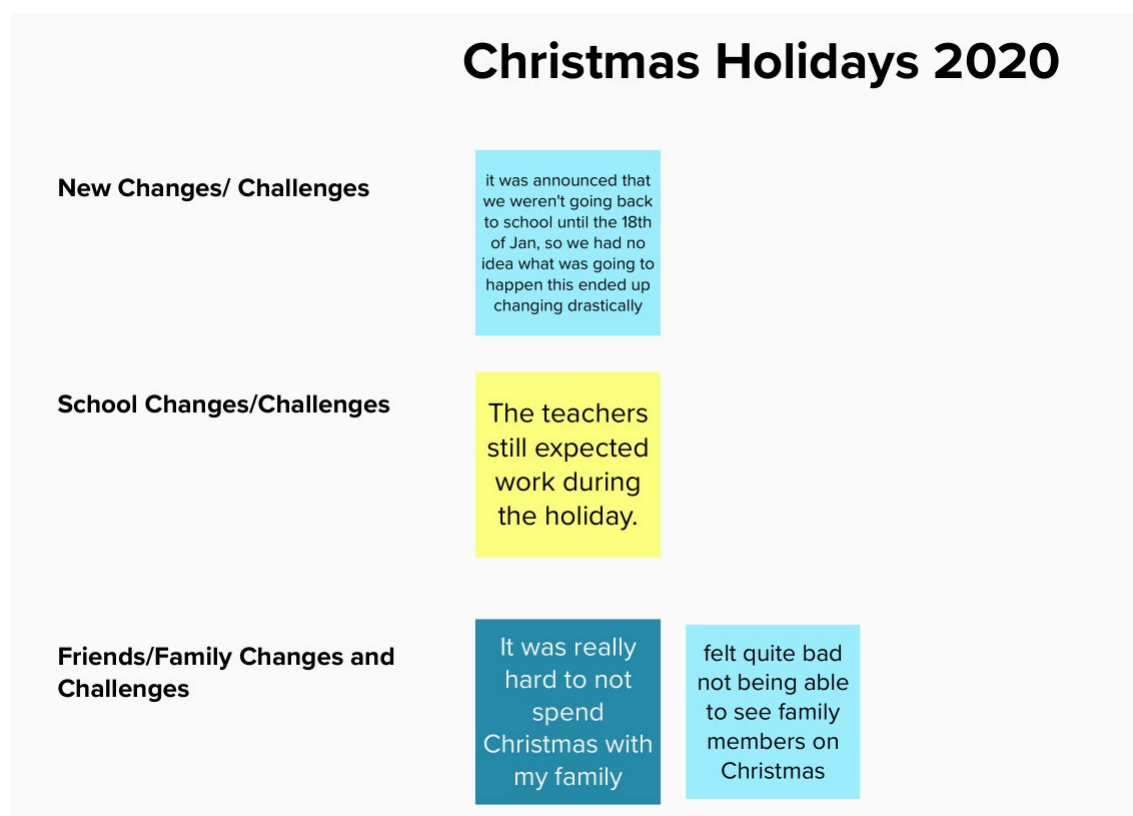 Christmas Holidays 2020
New Changes/ Challenges
it was announced that
we weren't going back
to school until the 18th
of Jan, so we had no
idea what was going to
happen this ended up
changing drastically
School Changes/Challenges
The teachers
still expected
work during
the holiday.
Friends/Family Changes and
Challenges
It was really
hard to not
spend
Christmas with
my family
felt quite bad
not being able
to see family
members on
Christmas